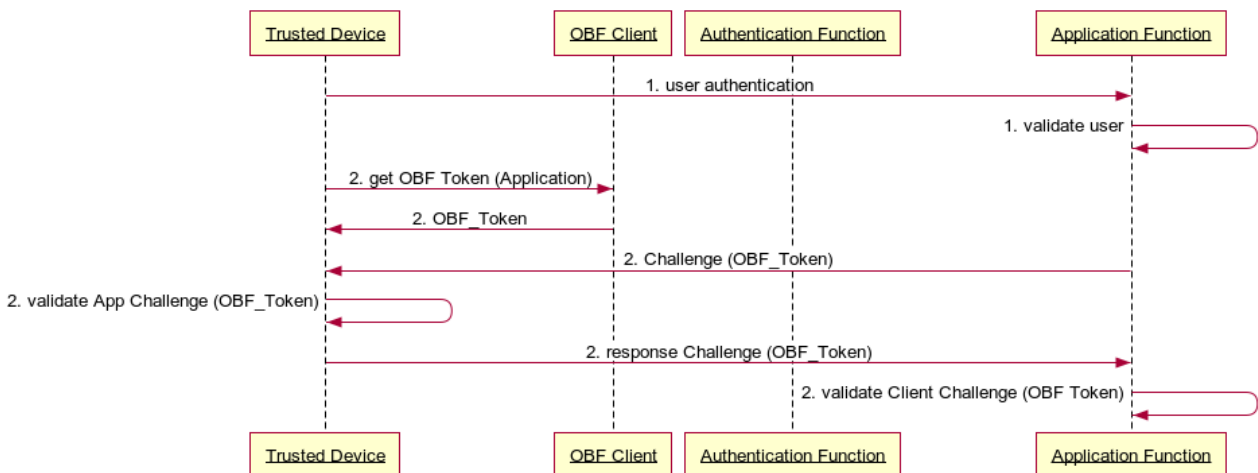 Trusted Device
OBF Client
Authentication Function
Application Function
1. user authentication
1. validate user
2. get OBF Token (Application)
2. OBF_Token
2. Challenge (OBF_Token)
2. validate App Challenge (OBF_Token)
2. response Challenge (OBF_Token)
2. validate Client Challenge (OBF Token)
Trusted Device
OBF Client
Authentication Function
Application Function